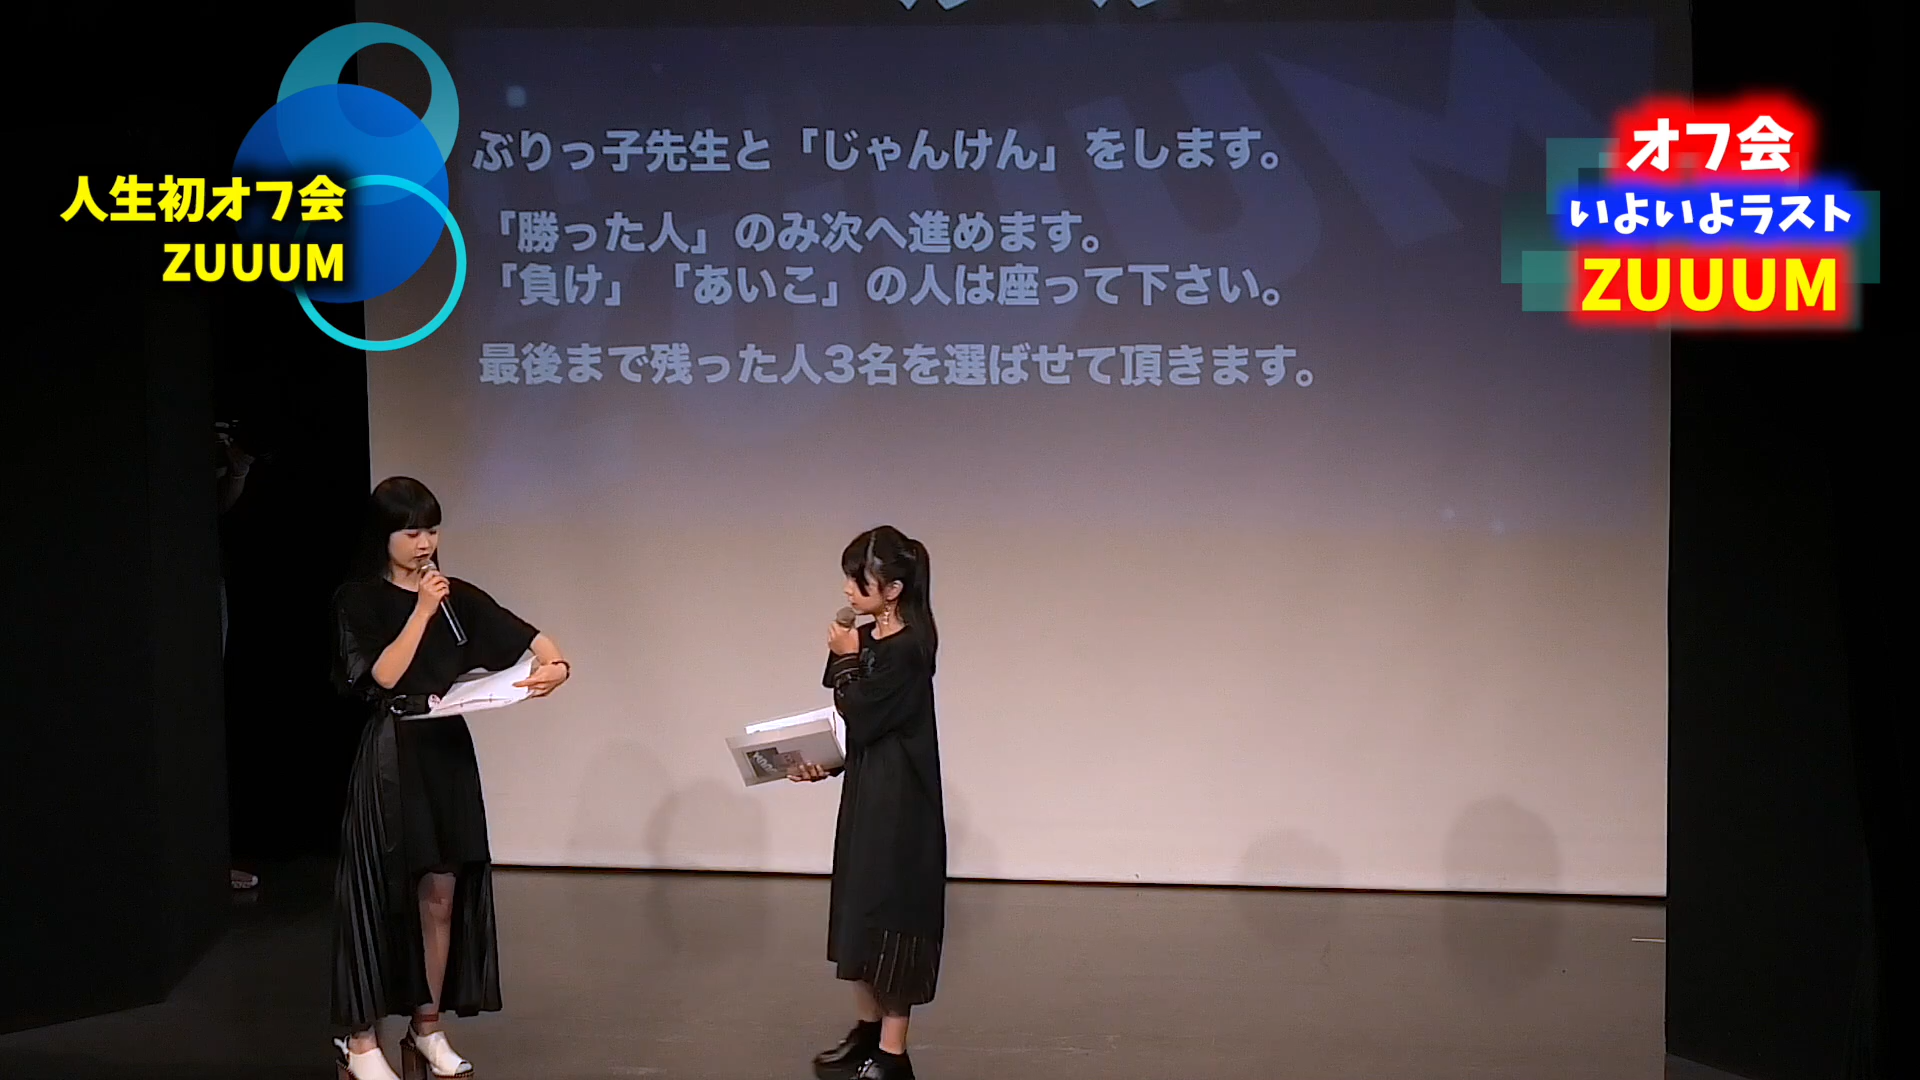 人生初オフ会
ZUUUM
オフ会
いよいよラスト
ZUUUM
ぶりっ子先生と「じゃんけん」をします。
「勝った人」のみ次へ進めます。
「負け」「あいこ」の人は座って下さい。
最後まで残った人3名を選ばせて頂きます。